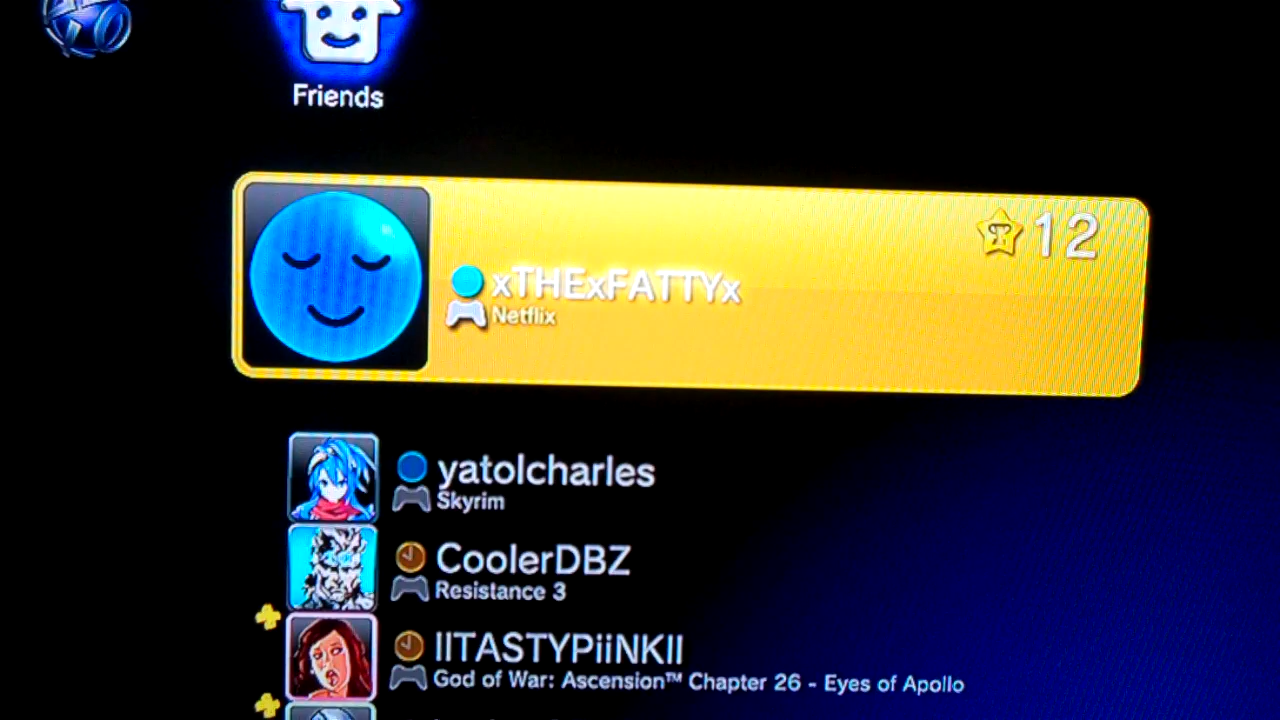 Friends
12
xTHExFATTYx
Netflix
yatolcharles
Skyrim
CoolerDBZ
Resistance 3
IITASTYPiiNKII
God of War: Ascension™ Chapter 26 - Eyes of Apollo